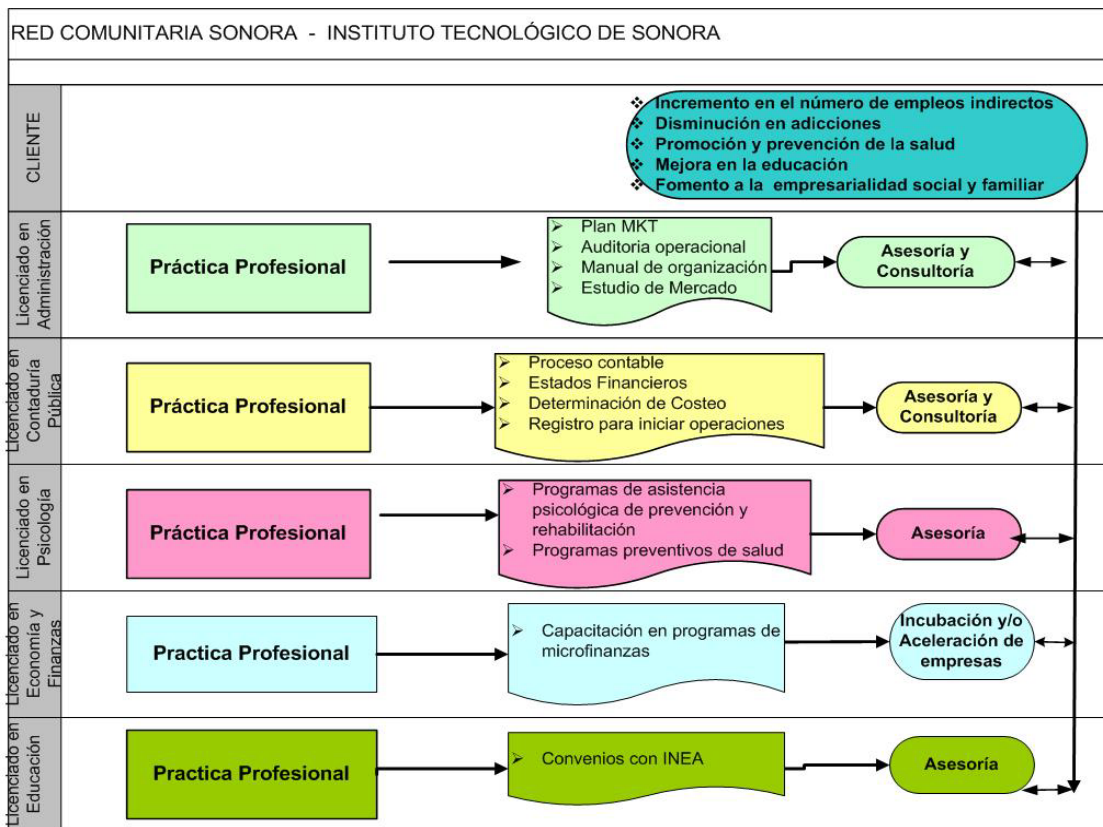 RED COMUNITARIA SONORA - INSTITUTO TECNOLÓGICO DE SONORA
CLIENTE
❖ Incremento en el número de empleos indirectos
❖ Disminución en adicciones
❖ Promoción y prevención de la salud
❖ Mejora en la educación
❖ Fomento a la empresarialidad social y familiar
Licenciado en
Administración
Práctica Profesional
➢ Plan MKT
➢ Auditoria operacional
➢ Manual de organización
➢ Estudio de Mercado
Asesoría y
Consultoría
Licenciado en
Contaduría
Pública
Práctica Profesional
➢ Proceso contable
➢ Estados Financieros
➢ Determinación de Costeo
➢ Registro para iniciar operaciones
Asesoría y
Consultoría
Licenciado en
Psicología
Práctica Profesional
➢ Programas de asistencia
psicológica de prevención y
rehabilitación
➢ Programas preventivos de salud
Asesoría
Licenciado en
Economía y
Finanzas
Practica Profesional
➢ Capacitación en programas de
microfinanzas
Incubación y/o
Aceleración de
empresas
Licenciado en
Educación
Practica Profesional
➢ Convenios con INEA
Asesoría